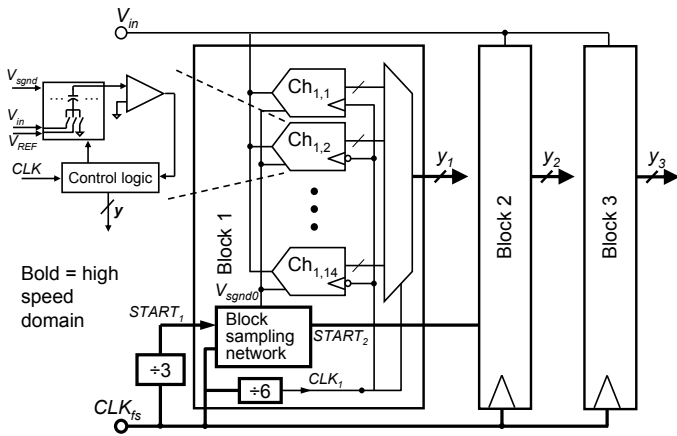 V_in
V_sgnd
V_in
V_REF
CLK
Control logic
y
Bold = high
speed
domain
Block 1
Ch_1,1
Ch_1,2
Ch_1,14
V_sgnd0
START_1
Block
sampling
network
START_2
÷3
÷6
CLK_1
CLK_fs
y_1
Block 2
y_2
Block 3
y_3